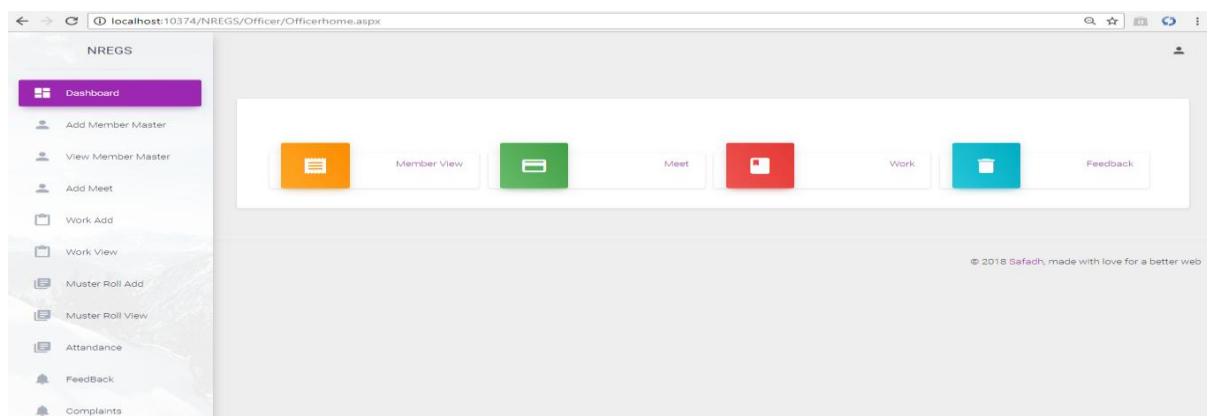 localhost:10374/NREGS/Officer/Officerhome.aspx
NREGS
Dashboard
Add Member Master
View Member Master
Add Meet
Work Add
Work View
Muster Roll Add
Muster Roll View
Attandance
FeedBack
Complaints
Member View
Meet
Work
Feedback
© 2018 Safadh, made with love for a better web